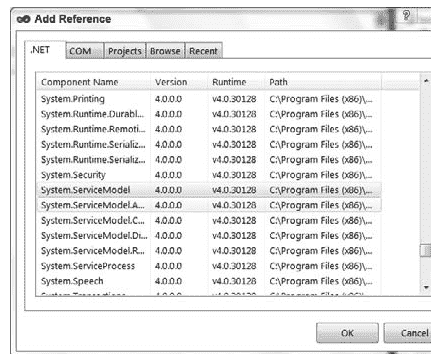 Add Reference
.NET COM Projects Browse Recent
Component Name Version Runtime Path
System.Printing 4.0.0.0 v4.0.30128 C:\Program Files (x86)\...
System.Runtime.Durabl... 4.0.0.0 v4.0.30128 C:\Program Files (x86)\...
System.Runtime.Remoti... 4.0.0.0 v4.0.30128 C:\Program Files (x86)\...
System.Runtime.Serializ... 4.0.0.0 v4.0.30128 C:\Program Files (x86)\...
System.Runtime.Serializ... 4.0.0.0 v4.0.30128 C:\Program Files (x86)\...
System.Security 4.0.0.0 v4.0.30128 C:\Program Files (x86)\...
System.ServiceModel 4.0.0.0 v4.0.30128 C:\Program Files (x86)\...
System.ServiceModel.A... 4.0.0.0 v4.0.30128 C:\Program Files (x86)\...
System.ServiceModel.C... 4.0.0.0 v4.0.30128 C:\Program Files (x86)\...
System.ServiceModel.Di... 4.0.0.0 v4.0.30128 C:\Program Files (x86)\...
System.ServiceModel.R... 4.0.0.0 v4.0.30128 C:\Program Files (x86)\...
System.ServiceProcess 4.0.0.0 v4.0.30128 C:\Program Files (x86)\...
System.Speech 4.0.0.0 v4.0.30128 C:\Program Files (x86)\...
OK Cancel